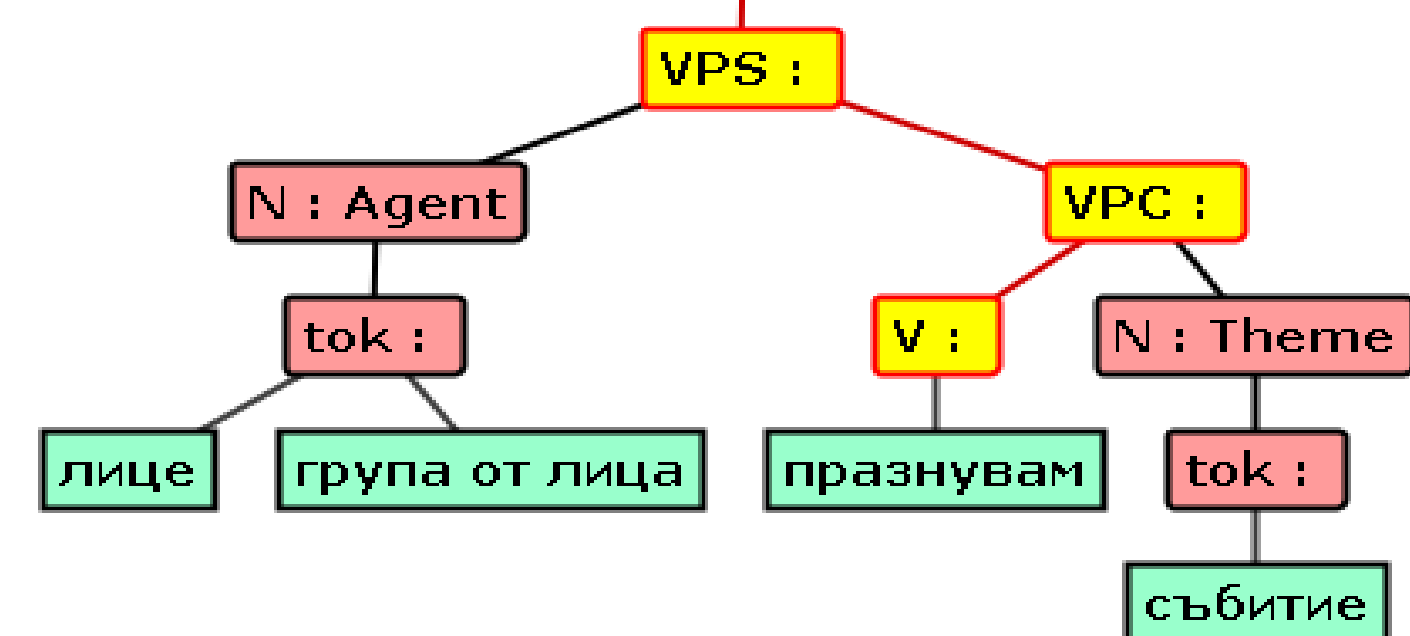 VPS :
N : Agent
VPC :
tok :
V :
N : Theme
лице
група от лица
празнувам
tok :
събитие